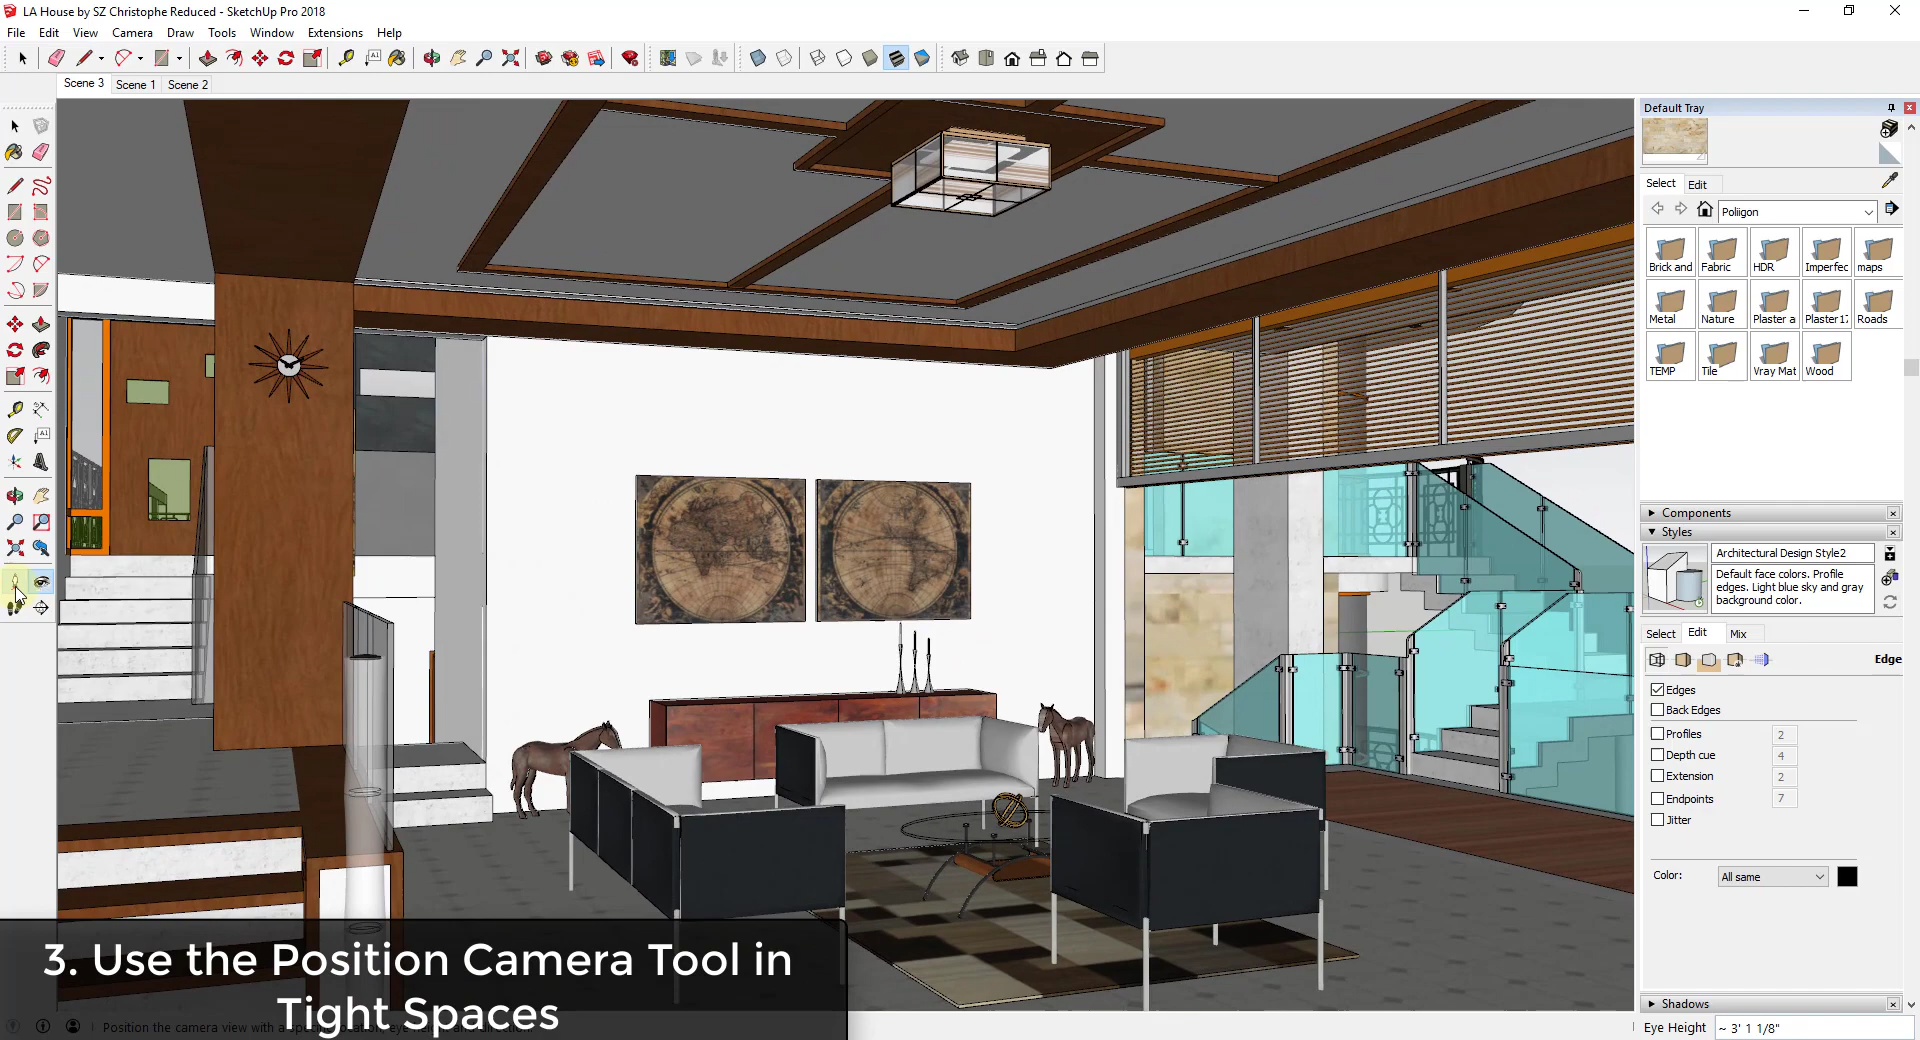 LA House by SZ Christophe Reduced - SketchUp Pro 2018
File Edit View Camera Draw Tools Window Extensions Help
Scene 3 Scene 1 Scene 2
Default Tray
Select Edit
Poliigon
Brick and Fabric HDR Imperfec maps
Metal Nature Plaster a Plaster1 Roads
TEMP Tile Vray Mat Wood
Components
Styles
Architectural Design Style2
Default face colors. Profile
edges. Light blue sky and gray
background color.
Select Edit Mix
Edge
Edges
Back Edges
Profiles 2
Depth cue 4
Extension 2
Endpoints 7
Jitter
Color: All same
Shadows
Eye Height ~ 3' 1 1/8"
3. Use the Position Camera Tool in
Tight Spaces
Position the camera view with a